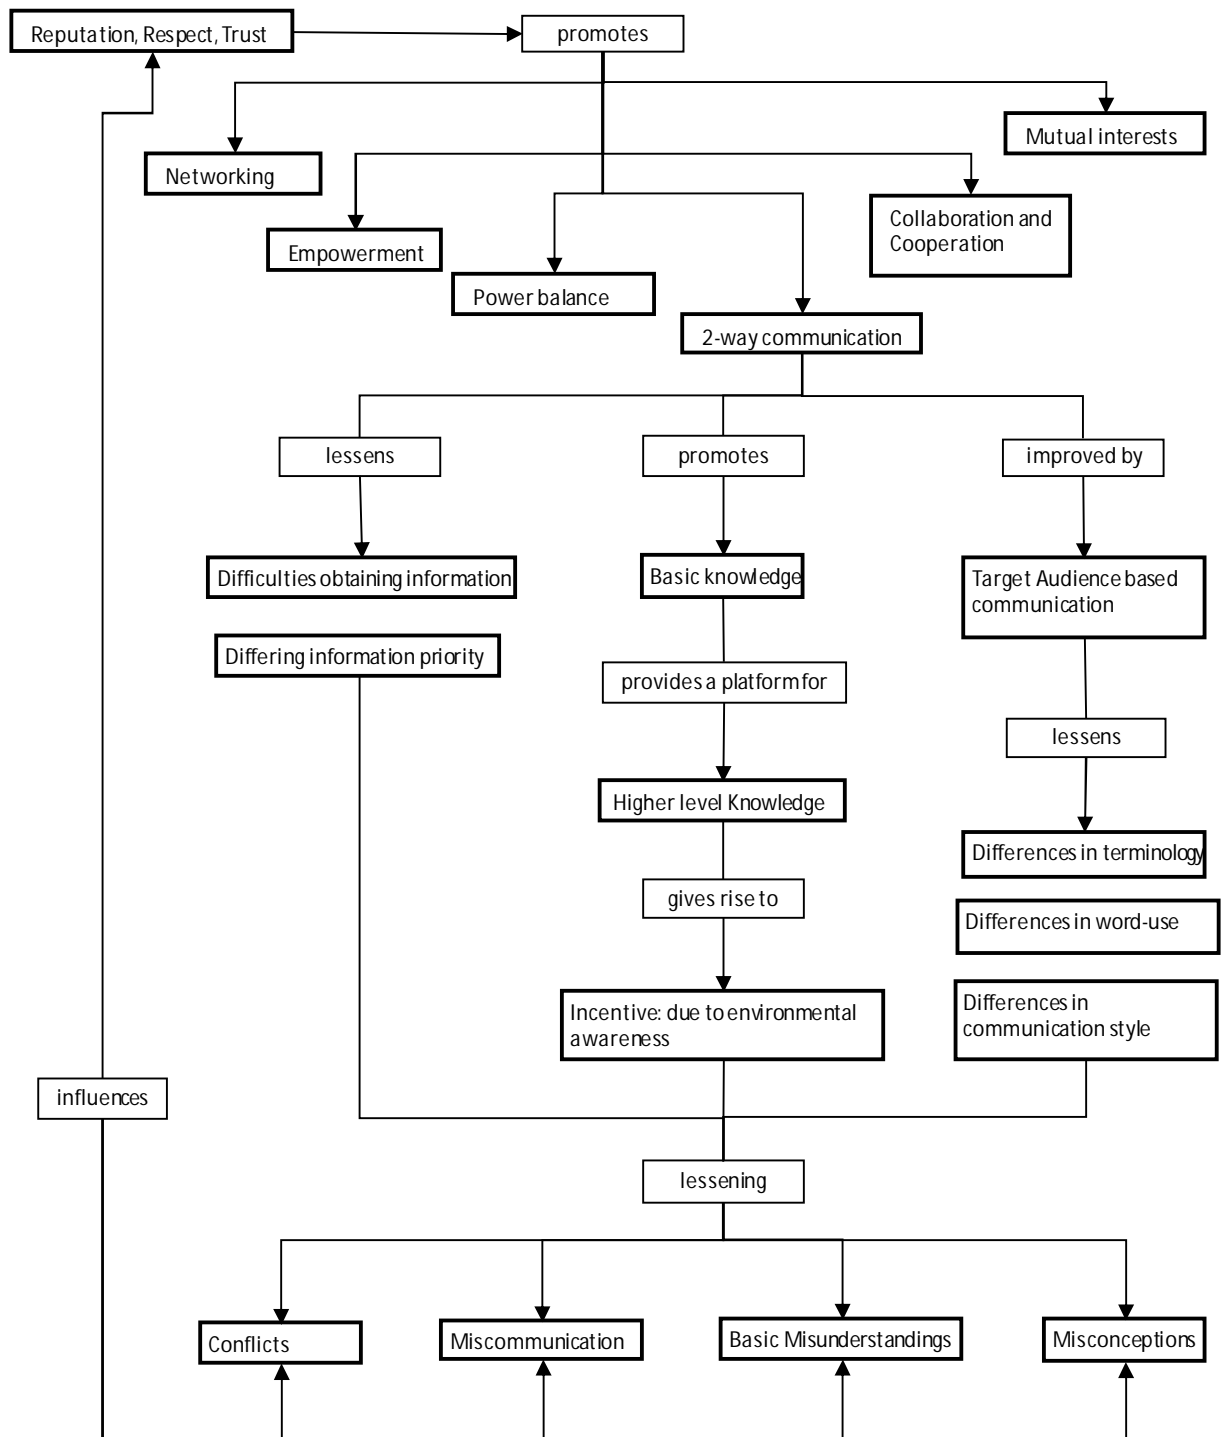 Reputation, Respect, Trust
promotes
Mutual interests
Networking
Collaboration and
Cooperation
Empowerment
Power balance
2-way communication
lessens
promotes
improved by
Difficulties obtaining information
Basic knowledge
Target Audience based
communication
Differing information priority
provides a platform for
lessens
Higher level Knowledge
Differences in terminology
gives rise to
Differences in word-use
Incentive: due to environmental
awareness
Differences in
communication style
influences
lessening
Conflicts
Miscommunication
Basic Misunderstandings
Misconceptions